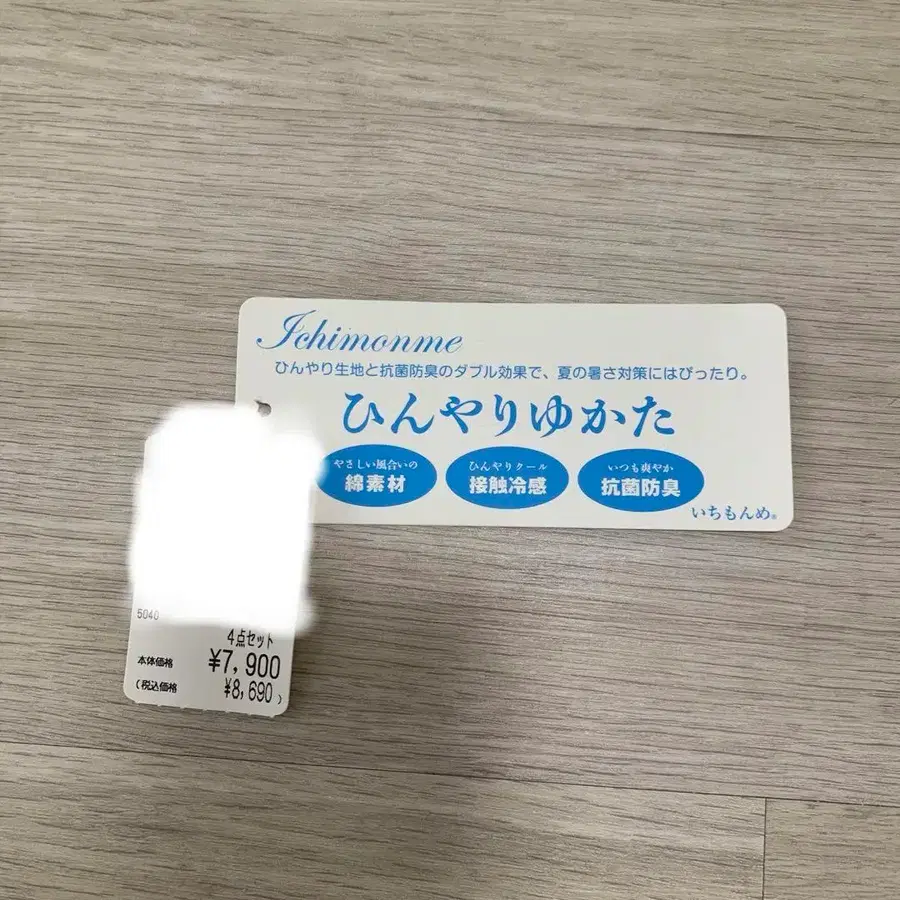 Ichimonme
ひんやり生地と抗菌防臭のダブル効果で、夏の暑さ対策にはぴったり。
ひんやりゆかた
やさしい風合いの
綿素材
ひんやりクール
接触冷感
いつも爽やか
抗菌防臭
いちもんめ®
5040
4点セット
本体価格 ¥7,900
(税込価格 ¥8,690)